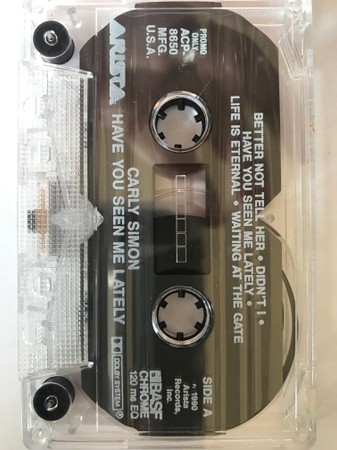 BETTER NOT TELL HER • DIDN'T I •
HAVE YOU SEEN ME LATELY •
LIFE IS ETERNAL • WAITING AT THE GATE
PROMO
ONLY
ACP-
8650
MFG.
U.S.A.
SIDE A
℗ 1990
Arista
Records,
Inc.
BASF
CHROME
120 ms EQ
CARLY SIMON
ARISTA HAVE YOU SEEN ME LATELY DOLBY SYSTEM ®